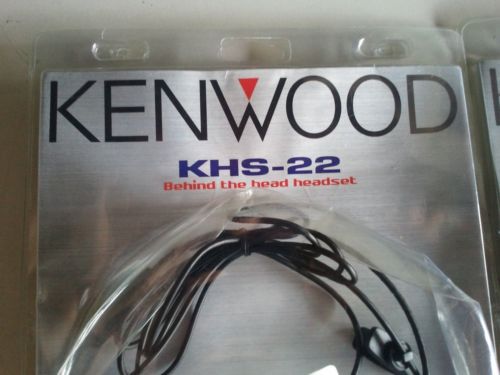 KENWOOD
KHS-22
Behind the head headset